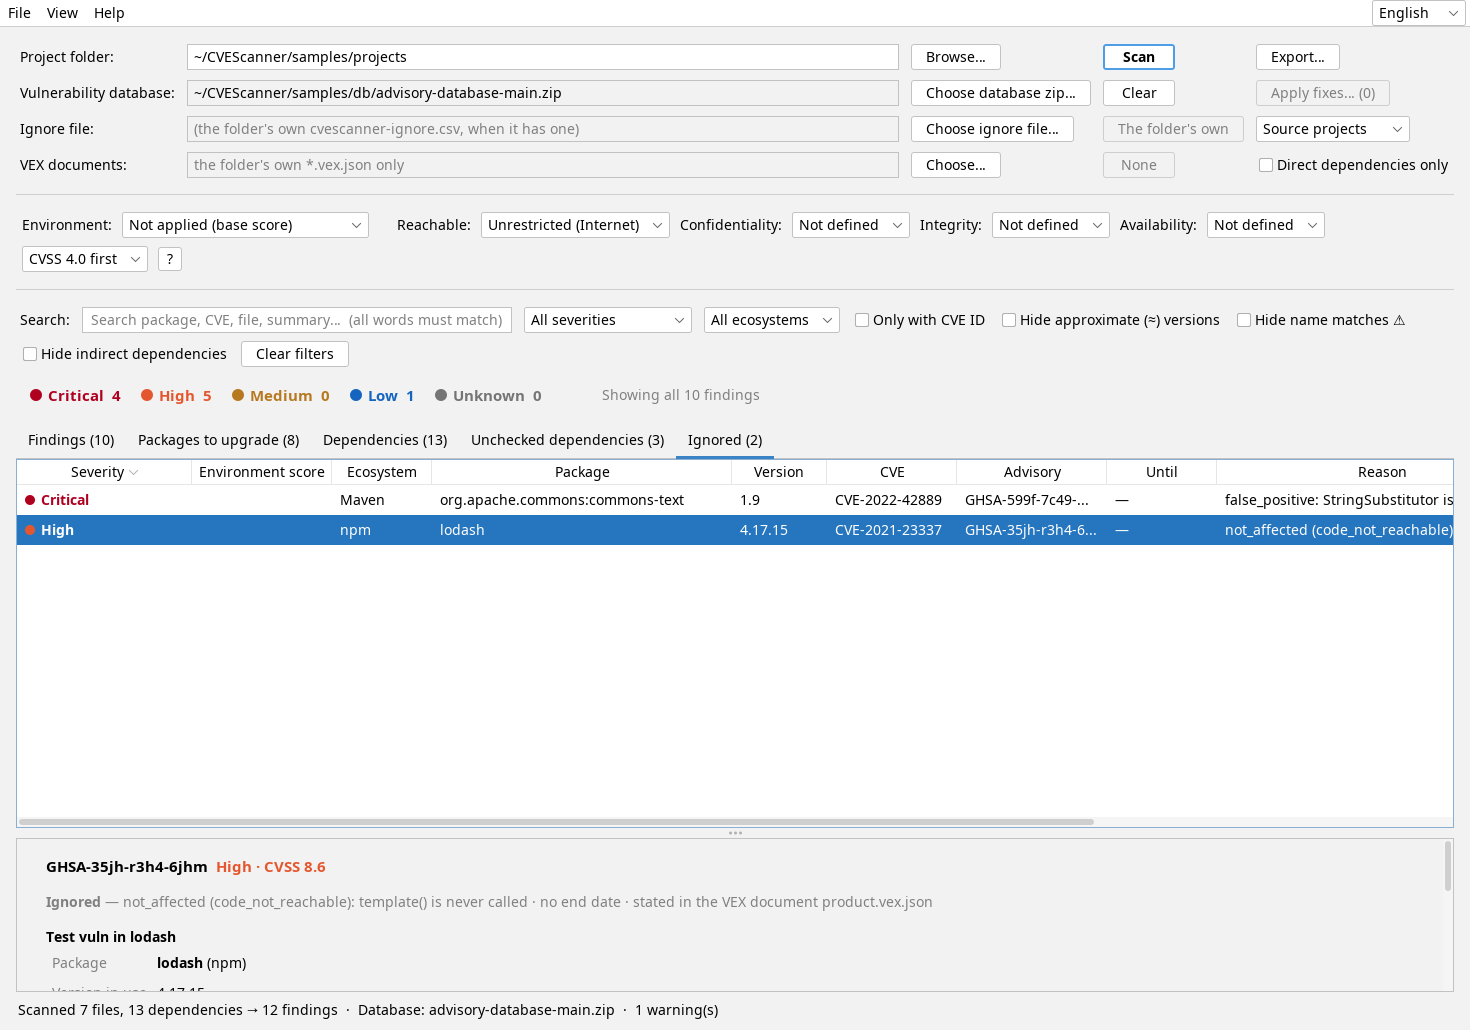 File View Help English
Project folder: ~/CVEScanner/samples/projects Browse... Scan Export...
Vulnerability database: ~/CVEScanner/samples/db/advisory-database-main.zip Choose database zip... Clear Apply fixes... (0)
Ignore file: (the folder's own cvescanner-ignore.csv, when it has one) Choose ignore file... The folder's own Source projects
VEX documents: the folder's own *.vex.json only Choose... None Direct dependencies only
Environment: Not applied (base score) Reachable: Unrestricted (Internet) Confidentiality: Not defined Integrity: Not defined Availability: Not defined
CVSS 4.0 first ?
Search: Search package, CVE, file, summary... (all words must match) All severities All ecosystems Only with CVE ID Hide approximate (≈) versions Hide name matches ⚠
Hide indirect dependencies Clear filters
Critical 4 High 5 Medium 0 Low 1 Unknown 0 Showing all 10 findings
Findings (10) Packages to upgrade (8) Dependencies (13) Unchecked dependencies (3) Ignored (2)
Severity Environment score Ecosystem Package Version CVE Advisory Until Reason
Critical Maven org.apache.commons:commons-text 1.9 CVE-2022-42889 GHSA-599f-7c49-... — false_positive: StringSubstitutor is
High npm lodash 4.17.15 CVE-2021-23337 GHSA-35jh-r3h4-6... — not_affected (code_not_reachable)
GHSA-35jh-r3h4-6jhm High · CVSS 8.6
Ignored — not_affected (code_not_reachable): template() is never called · no end date · stated in the VEX document product.vex.json
Test vuln in lodash
Package lodash (npm)
Version in use 4.17.15
Scanned 7 files, 13 dependencies → 12 findings · Database: advisory-database-main.zip · 1 warning(s)